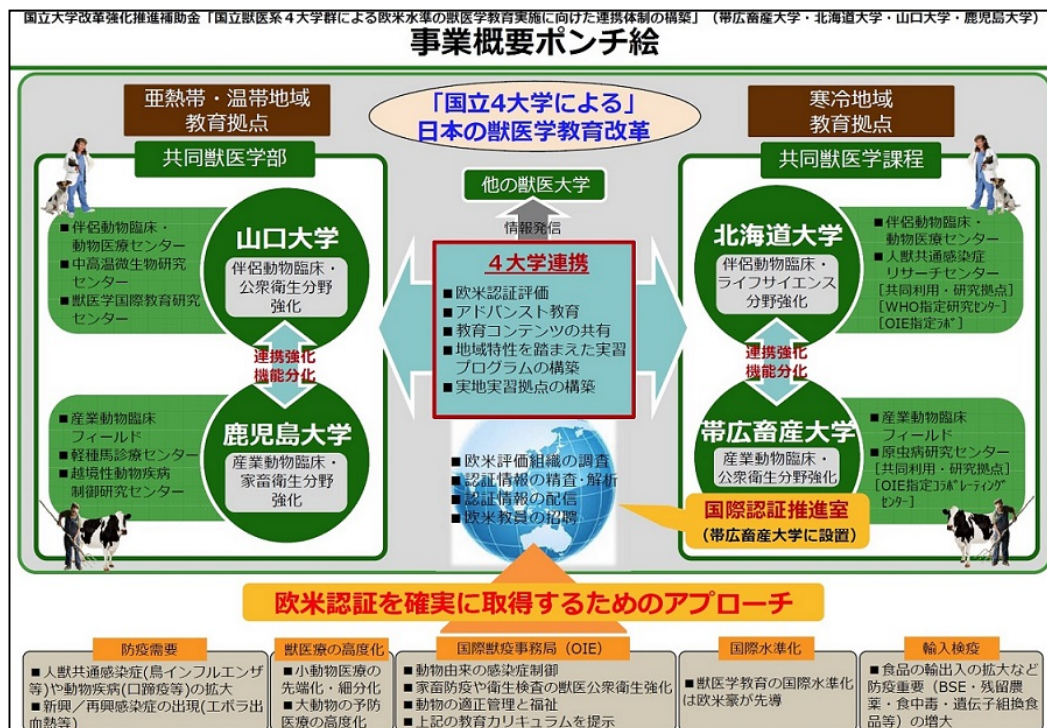 国立大学改革強化推進補助金「国立獣医系４大学群による欧米水準の獣医学教育実施に向けた連携体制の構築」（帯広畜産大学・北海道大学・山口大学・鹿児島大学）
事業概要ポンチ絵
亜熱帯・温帯地域
教育拠点
「国立4大学による」
日本の獣医学教育改革
寒冷地域
教育拠点
共同獣医学部
他の獣医大学
共同獣医学課程
情報発信
■伴侶動物臨床・
動物医療センター
■中高温微生物研究
センター
■獣医学国際教育研究
センター
山口大学
伴侶動物臨床・
公衆衛生分野
強化
連携強化
機能分化
■産業動物臨床
フィールド
■軽種馬診療センター
■越境性動物疾病
制御研究センター
鹿児島大学
産業動物臨床・
家畜衛生分野
強化
４大学連携
■欧米認証評価
■アドバンスト教育
■教育コンテンツの共有
■地域特性を踏まえた実習
プログラムの構築
■実地実習拠点の構築
■欧米評価組織の調査
■認証情報の精査・解析
■認証情報の配信
■欧米教員の招聘
北海道大学
伴侶動物臨床・
ライフサイエンス
分野強化
■伴侶動物臨床・
動物医療センター
■人獣共通感染症
リサーチセンター
[共同利用・研究拠点]
[WHO指定研究センター]
[OIE指定ラボ]
連携強化
機能分化
帯広畜産大学
産業動物臨床・
公衆衛生分野強化
■産業動物臨床
フィールド
■原虫病研究センター
[共同利用・研究拠点]
[OIE指定コラボレーティング
センター]
国際認証推進室
（帯広畜産大学に設置）
欧米認証を確実に取得するためのアプローチ
防疫需要
■人獣共通感染症(鳥インフルエンザ
等)や動物疾病(口蹄疫等)の拡大
■新興／再興感染症の出現(エボラ出
血熱等)
獣医療の高度化
■小動物医療の
先端化・細分化
■大動物の予防
医療の高度化
国際獣疫事務局（OIE）
■動物由来の感染症制御
■家畜防疫や衛生検査の獣医公衆衛生強化
■動物の適正管理と福祉
■上記の教育カリキュラムを提示
国際水準化
■獣医学教育の国際水準化
は欧米豪が先導
輸入検疫
■食品の輸出入の拡大など
防疫重要（BSE・残留農
薬・食中毒・遺伝子組換食
品等）の増大